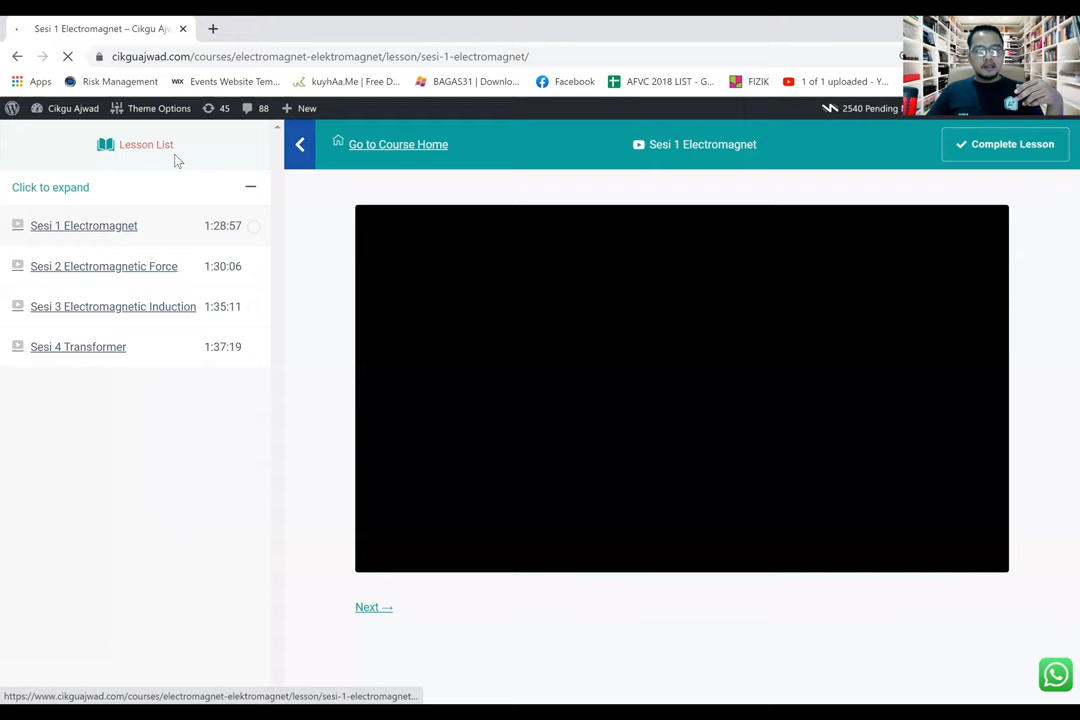 Sesi 1 Electromagnet – Cikgu Ajw
cikguajwad.com/courses/electromagnet-elektromagnet/lesson/sesi-1-electromagnet/
Apps Risk Management WIX Events Website Tem... kuyhAa.Me | Free D... BAGAS31 | Downlo... Facebook AFVC 2018 LIST - G... FIZIK 1 of 1 uploaded - Y...
Cikgu Ajwad Theme Options 45 88 New 2540 Pending
Lesson List
Go to Course Home
Sesi 1 Electromagnet
Complete Lesson
Click to expand
Sesi 1 Electromagnet 1:28:57
Sesi 2 Electromagnetic Force 1:30:06
Sesi 3 Electromagnetic Induction 1:35:11
Sesi 4 Transformer 1:37:19
Next →
https://www.cikguajwad.com/courses/electromagnet-elektromagnet/lesson/sesi-1-electromagnet...